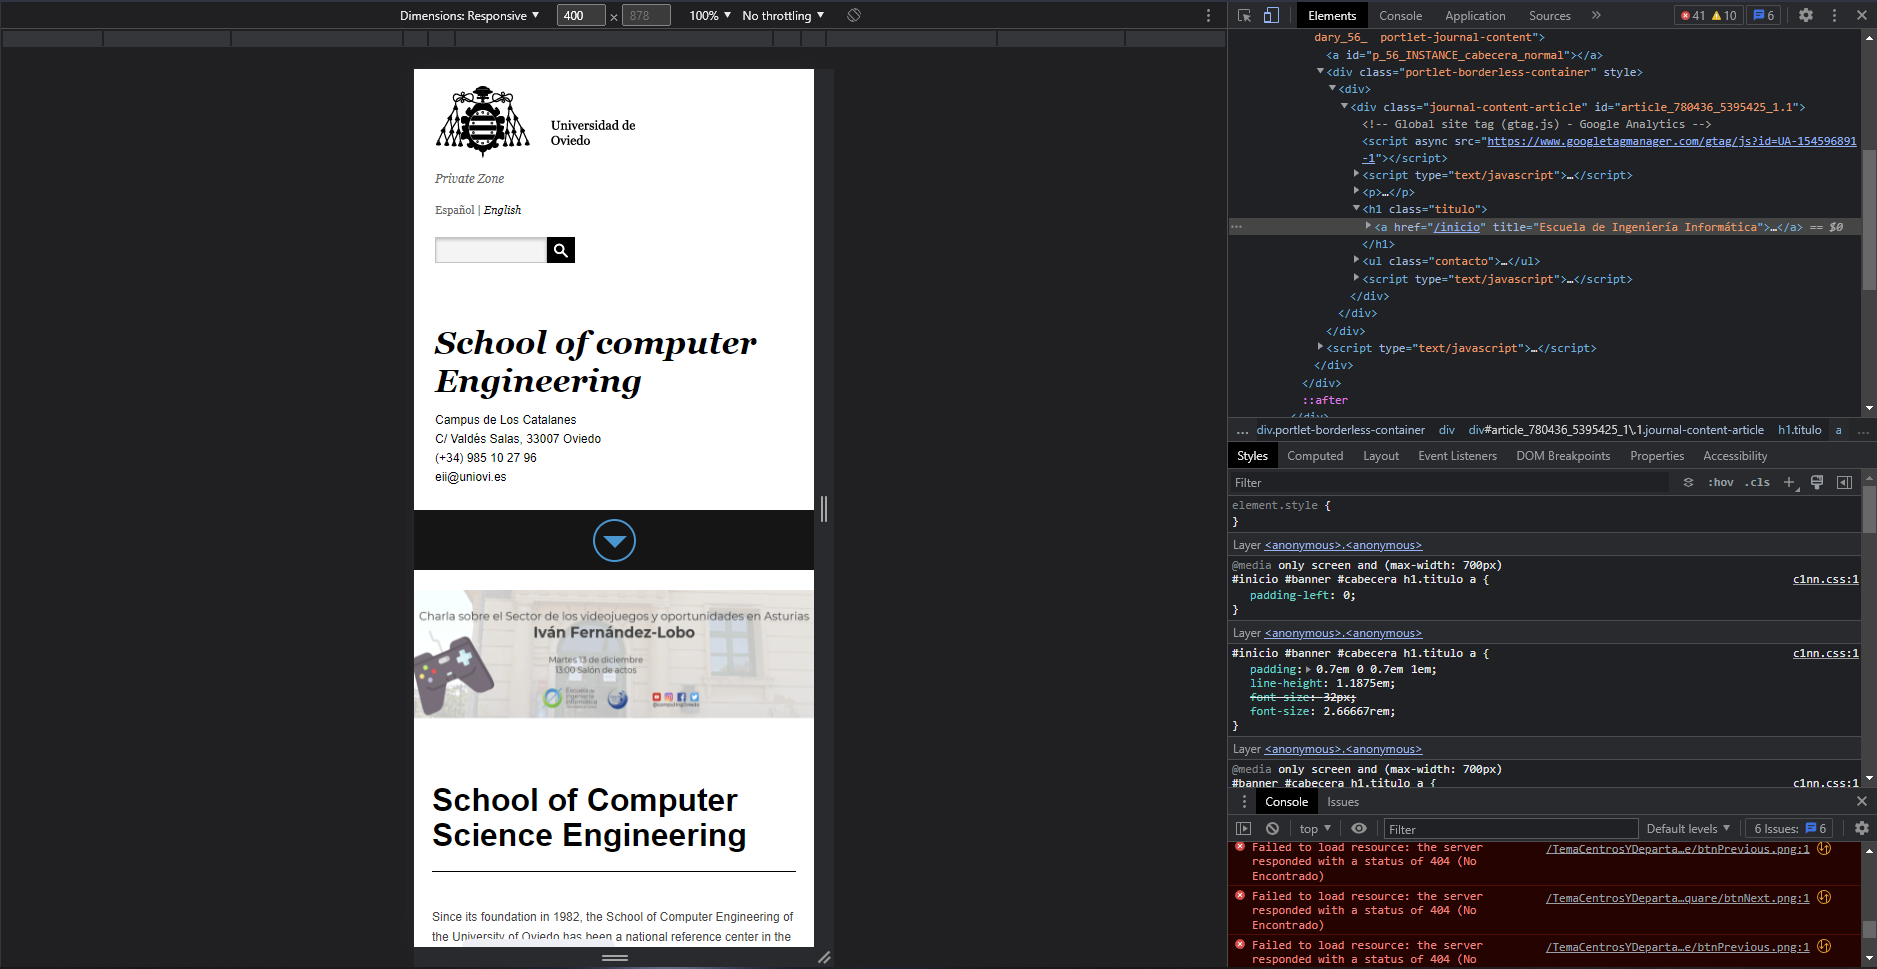 Dimensions: Responsive 400 × 878 100% No throttling
Universidad de
Oviedo
Private Zone
Español | English
School of computer
Engineering
Campus de Los Catalanes
C/ Valdés Salas, 33007 Oviedo
(+34) 985 10 27 96
eii@uniovi.es
Charla sobre el Sector de los videojuegos y oportunidades en Asturias
Iván Fernández-Lobo
Martes 13 de diciembre
13:00 Salón de actos
School of Computer
Science Engineering
Since its foundation in 1982, the School of Computer Engineering of
the University of Oviedo has been a national reference center in the
Elements Console Application Sources » 41 10 6
dary_56_  portlet-journal-content">
<a id="p_56_INSTANCE_cabecera_normal"></a>
<div class="portlet-borderless-container" style>
<div>
<div class="journal-content-article" id="article_780436_5395425_1.1">
<!-- Global site tag (gtag.js) - Google Analytics -->
<script async src="https://www.googletagmanager.com/gtag/js?id=UA-154596891
-1"></script>
<script type="text/javascript">…</script>
<p>…</p>
<h1 class="titulo">
<a href="/inicio" title="Escuela de Ingeniería Informática">…</a> == $0
</h1>
<ul class="contacto">…</ul>
<script type="text/javascript">…</script>
</div>
</div>
</div>
<script type="text/javascript">…</script>
</div>
</div>
::after
</div>
… div.portlet-borderless-container div div#article_780436_5395425_1\.1.journal-content-article h1.titulo a …
Styles Computed Layout Event Listeners DOM Breakpoints Properties Accessibility
Filter :hov .cls +
element.style {
}
Layer <anonymous>.<anonymous>
@media only screen and (max-width: 700px)
#inicio #banner #cabecera h1.titulo a { c1nn.css:1
padding-left: 0;
}
Layer <anonymous>.<anonymous>
#inicio #banner #cabecera h1.titulo a { c1nn.css:1
padding: 0.7em 0 0.7em 1em;
line-height: 1.1875em;
font-size: 32px;
font-size: 2.66667rem;
}
Layer <anonymous>.<anonymous>
@media only screen and (max-width: 700px)
#banner #cabecera h1.titulo a { c1nn.css:1
Console Issues
top Filter Default levels 6 Issues: 6
Failed to load resource: the server /TemaCentrosYDeparta…e/btnPrevious.png:1
responded with a status of 404 (No
Encontrado)
Failed to load resource: the server /TemaCentrosYDeparta…quare/btnNext.png:1
responded with a status of 404 (No
Encontrado)
Failed to load resource: the server /TemaCentrosYDeparta…e/btnPrevious.png:1
responded with a status of 404 (No